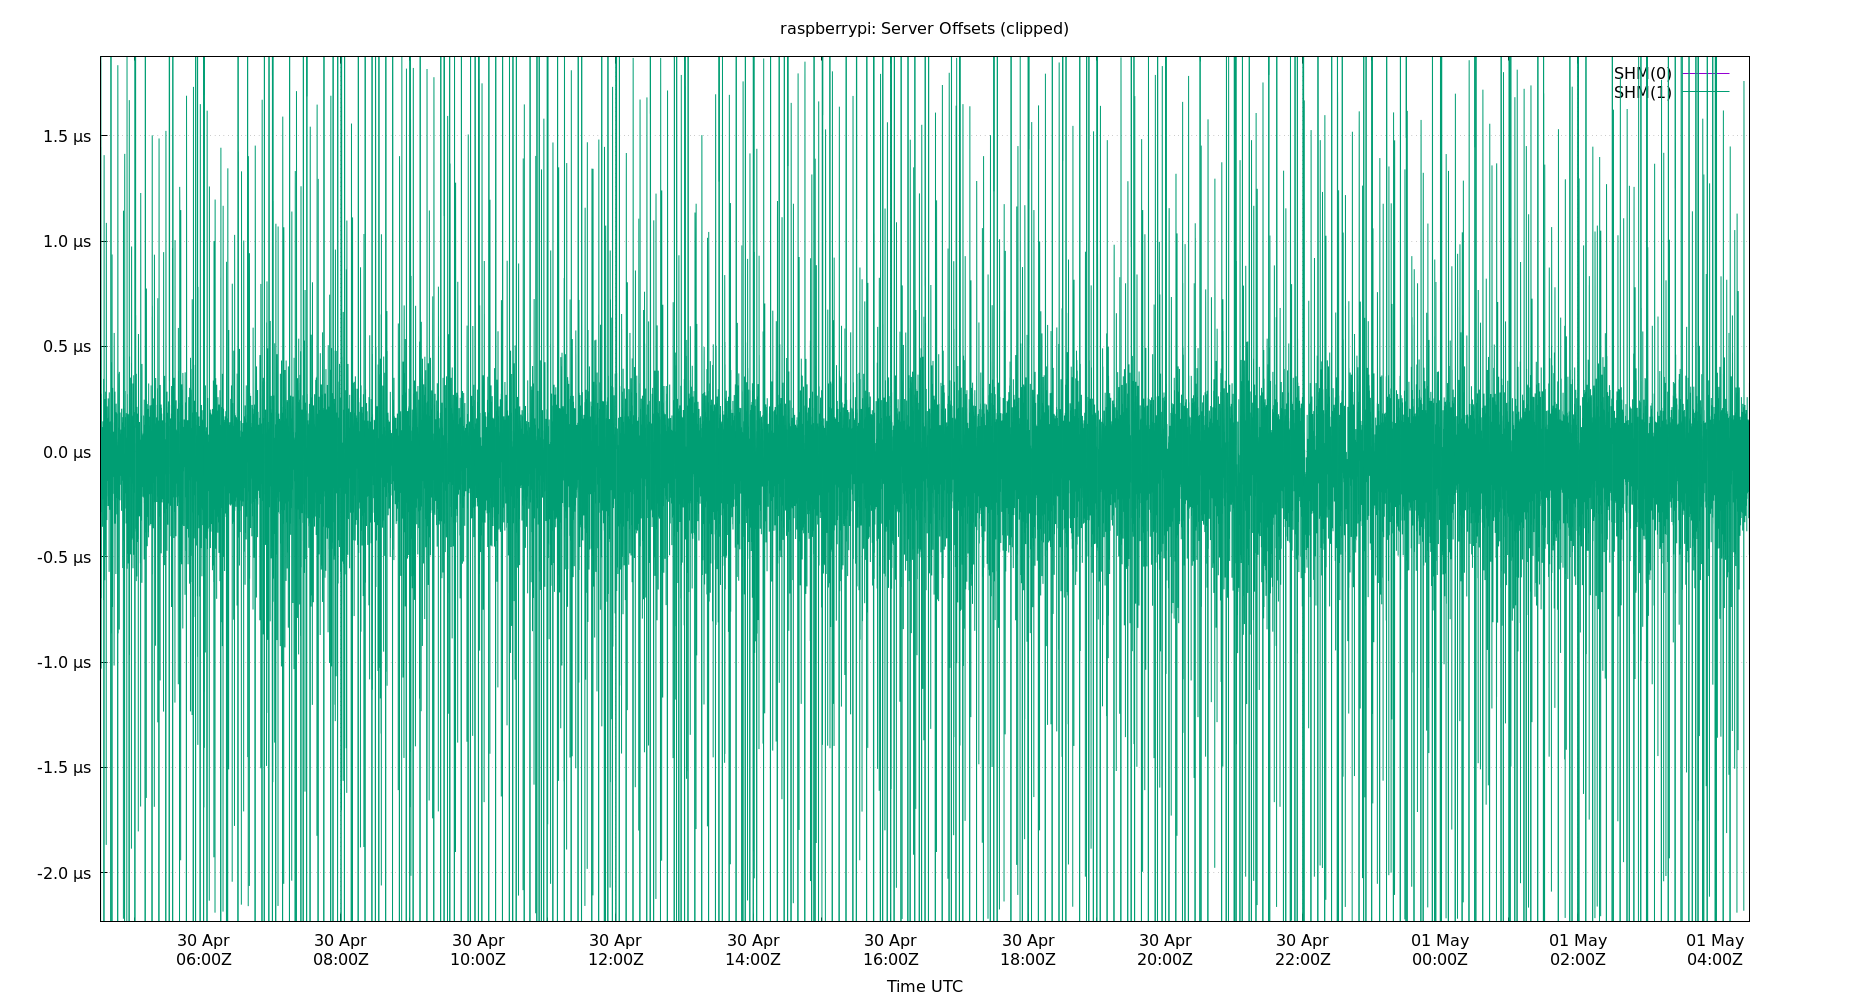 raspberrypi: Server Offsets (clipped)
SHM(0)
SHM(1)
1.5 µs
1.0 µs
0.5 µs
0.0 µs
-0.5 µs
-1.0 µs
-1.5 µs
-2.0 µs
30 Apr 30 Apr 30 Apr 30 Apr 30 Apr 30 Apr 30 Apr 30 Apr 30 Apr 01 May 01 May 01 May
06:00Z 08:00Z 10:00Z 12:00Z 14:00Z 16:00Z 18:00Z 20:00Z 22:00Z 00:00Z 02:00Z 04:00Z
Time UTC